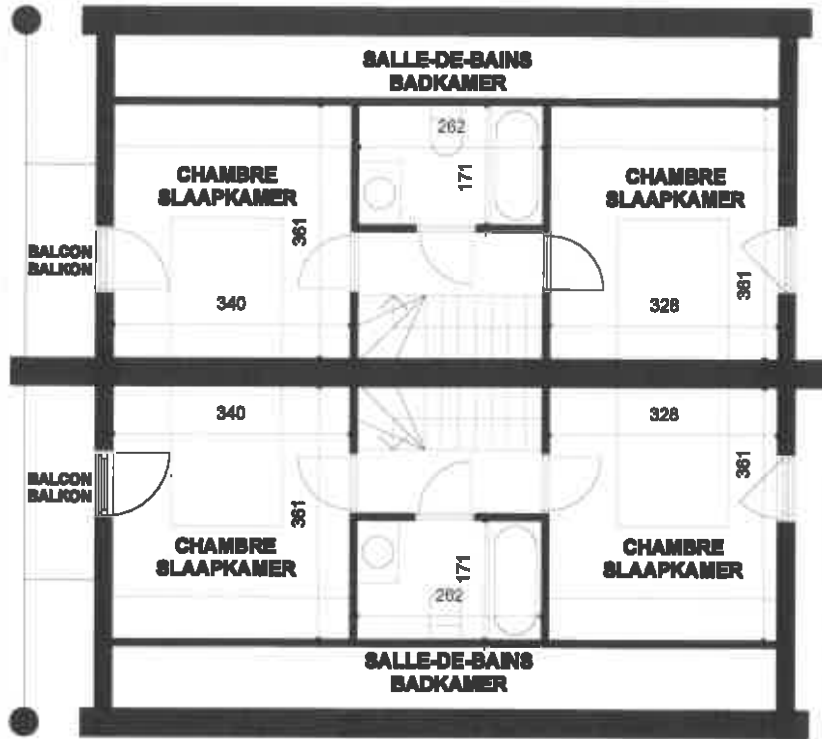 SALLE-DE-BAINS
BADKAMER
262
171
CHAMBRE
SLAAPKAMER
CHAMBRE
SLAAPKAMER
361
BALCON
BALKON
361
340
328
340
328
361
BALCON
BALKON
361
CHAMBRE
SLAAPKAMER
171
262
CHAMBRE
SLAAPKAMER
SALLE-DE-BAINS
BADKAMER